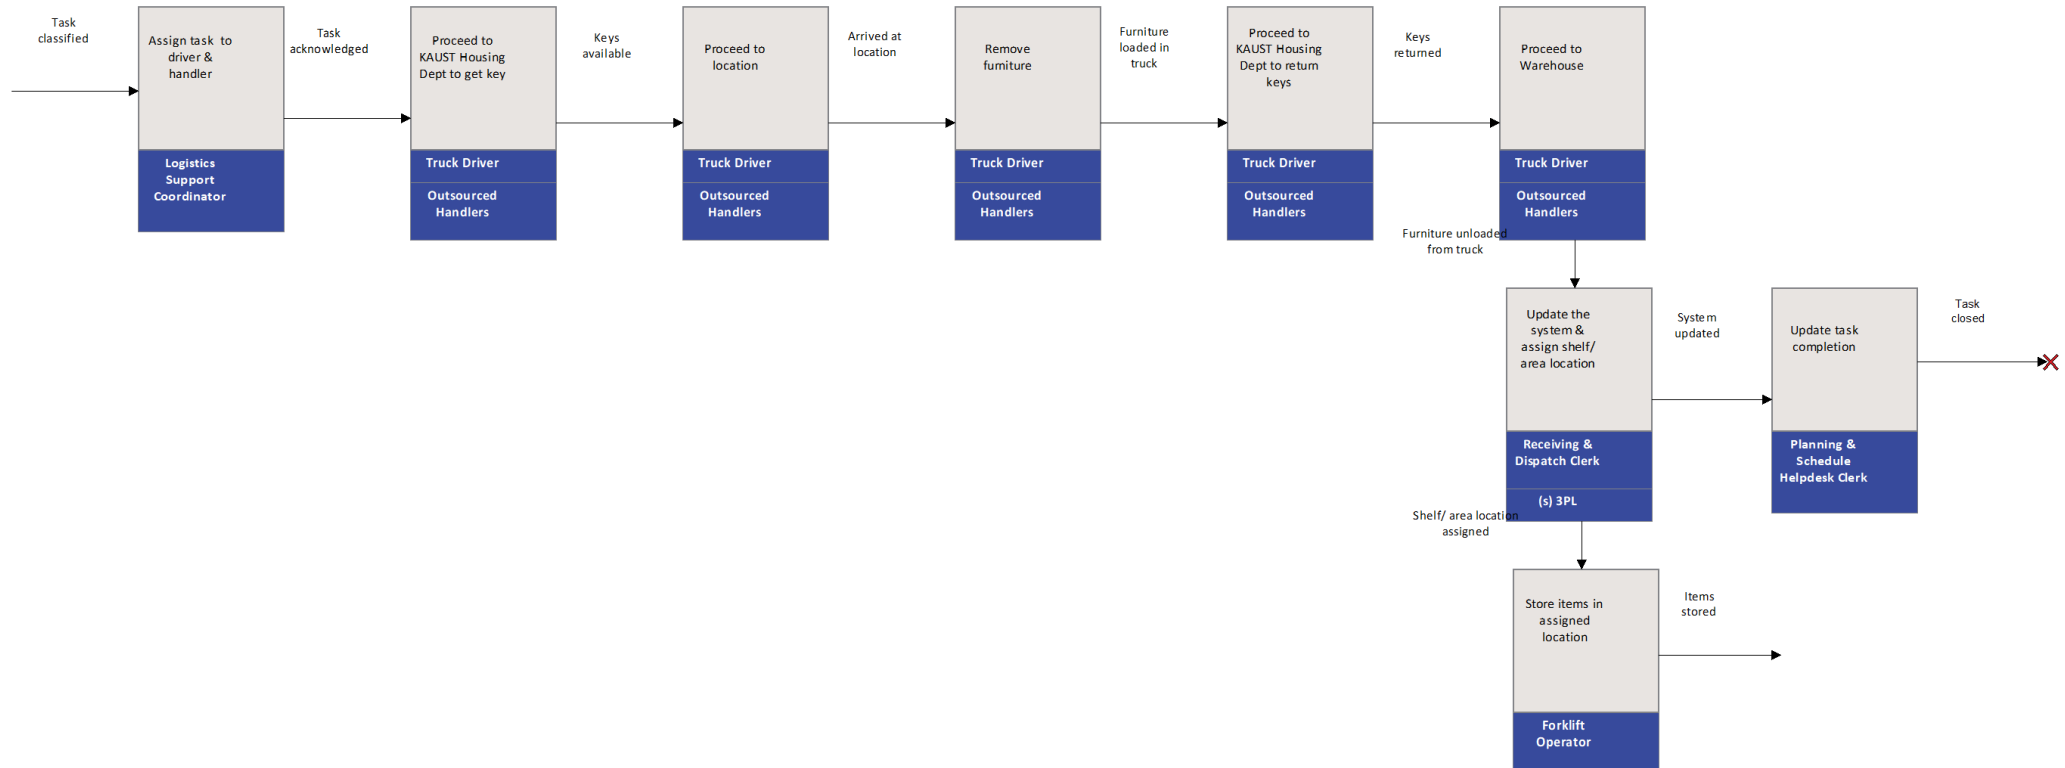 Task
classified
Assign task to
driver &
handler
Logistics
Support
Coordinator
Task
acknowledged
Proceed to
KAUST Housing
Dept to get key
Truck Driver
Outsourced
Handlers
Keys
available
Proceed to
location
Truck Driver
Outsourced
Handlers
Arrived at
location
Remove
furniture
Truck Driver
Outsourced
Handlers
Furniture
loaded in
truck
Proceed to
KAUST Housing
Dept to return
keys
Truck Driver
Outsourced
Handlers
Keys
returned
Proceed to
Warehouse
Truck Driver
Outsourced
Handlers
Furniture unloaded
from truck
Update the
system &
assign shelf/
area location
Receiving &
Dispatch Clerk
(s) 3PL
System
updated
Update task
completion
Planning &
Schedule
Helpdesk Clerk
Task
closed
Shelf/ area location
assigned
Store items in
assigned
location
Forklift
Operator
Items
stored